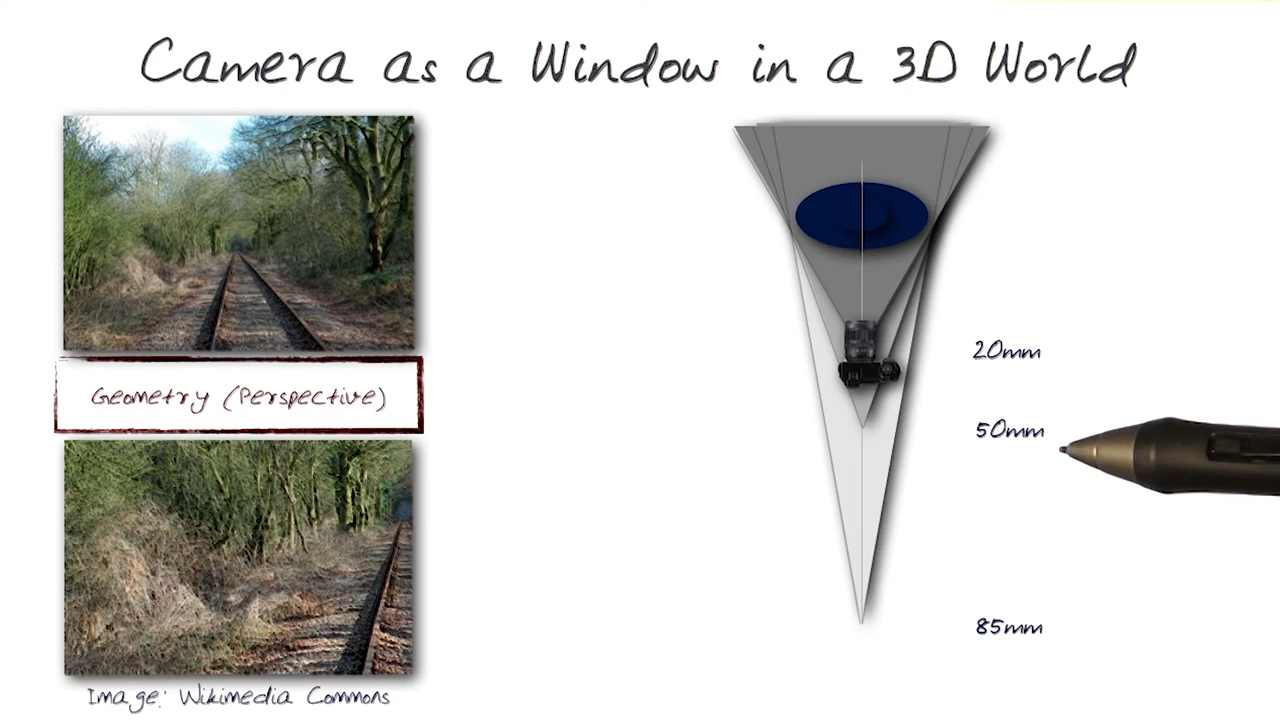 Camera as a Window in a 3D World
Geometry (Perspective)
Image: Wikimedia Commons
20mm
50mm
85mm